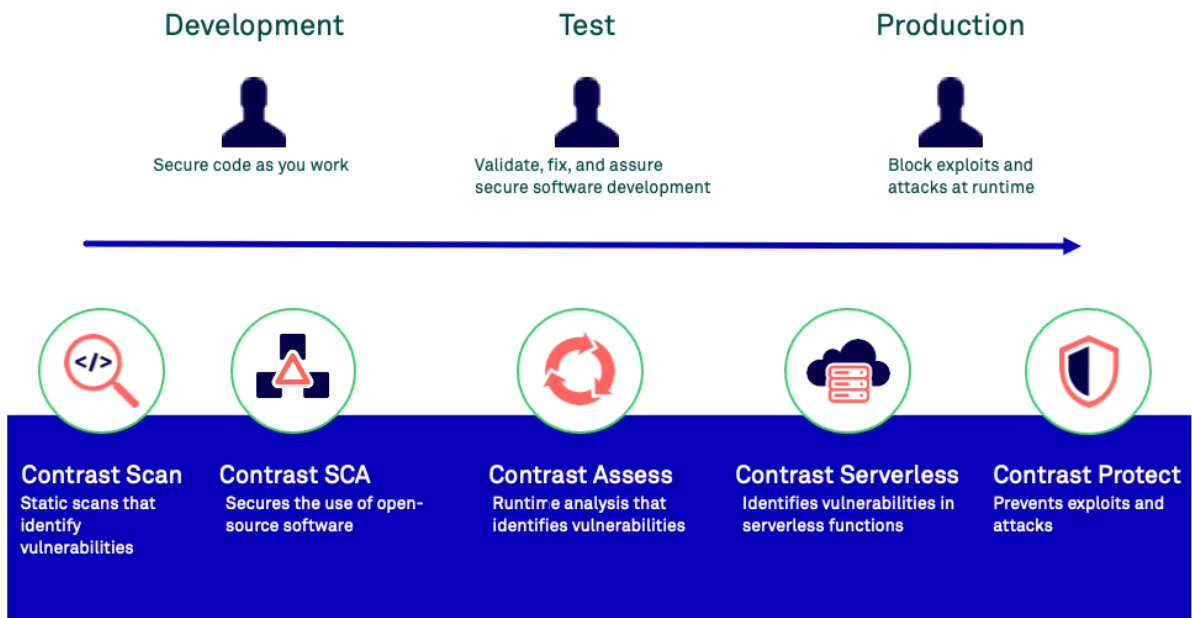 Development
Test
Production
Secure code as you work
Validate, fix, and assure
secure software development
Block exploits and
attacks at runtime
</>
Contrast Scan
Static scans that
identify
vulnerabilities
Contrast SCA
Secures the use of open-
source software
Contrast Assess
Runtime analysis that
identifies vulnerabilities
Contrast Serverless
Identifies vulnerabilities in
serverless functions
Contrast Protect
Prevents exploits and
attacks